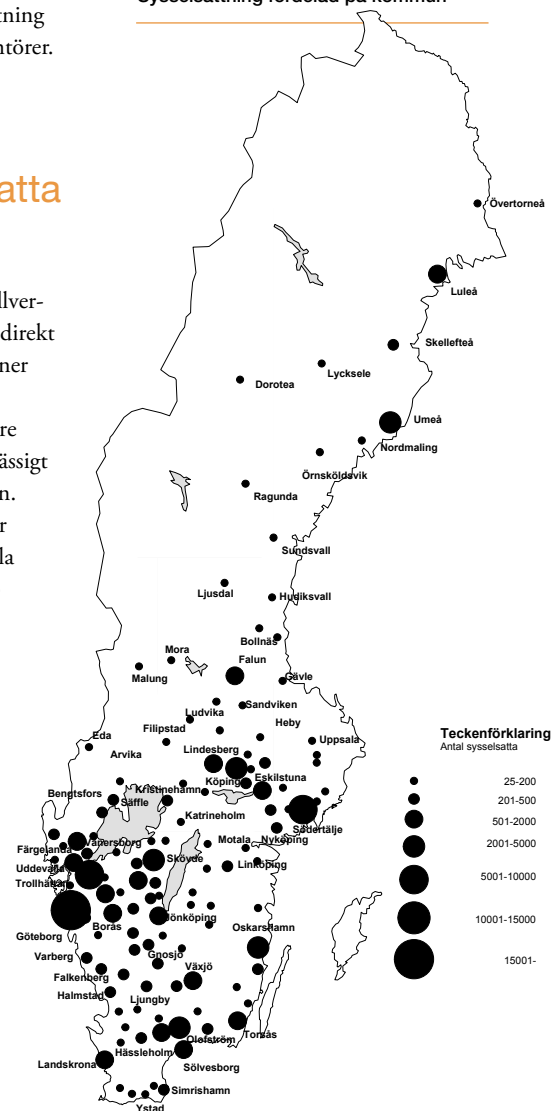 Sysselsättning fördelad på kommun
tning
ntörer.
atta
llver-
direkt
ner
re
ässigt
n.
r
la
Övertorneå
Luleå
Skellefteå
Lycksele
Dorotea
Umeå
Nordmaling
Örnsköldsvik
Ragunda
Sundsvall
Ljusdal
Hudiksvall
Bollnäs
Mora
Falun
Malung
Gävle
Sandviken
Ludvika
Heby
Filipstad
Eda
Uppsala
Arvika
Lindesberg
Köping
Eskilstuna
Kristinehamn
Bengtsfors
Säffle
Katrineholm
Södertälje
Nyköping
Motala
Vänersborg
Färgelanda
Skövde
Linköping
Uddevalla
Trollhättan
Jönköping
Borås
Oskarshamn
Göteborg
Gnosjö
Varberg
Växjö
Falkenberg
Halmstad
Ljungby
Torsås
Olofström
Hässleholm
Landskrona
Sölvesborg
Simrishamn
Ystad
Teckenförklaring
Antal sysselsatta
25-200
201-500
501-2000
2001-5000
5001-10000
10001-15000
15001-